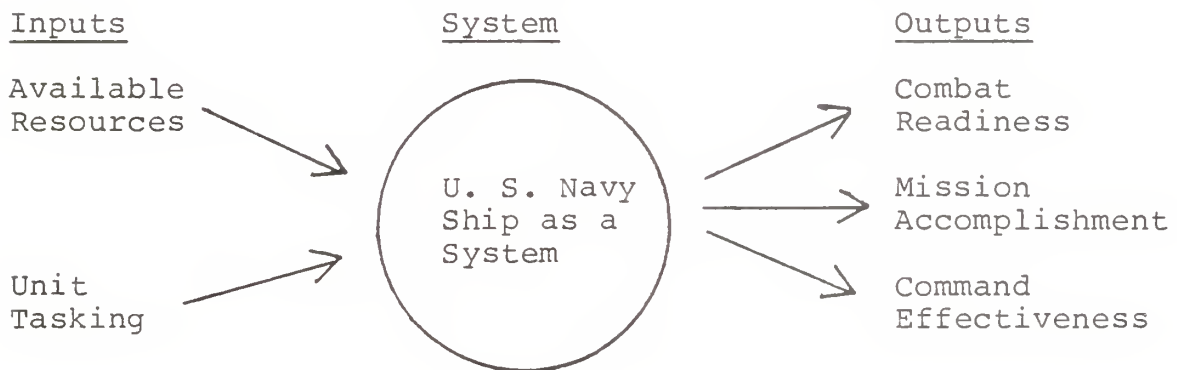 Inputs
System
Outputs
Available
Resources
Unit
Tasking
U. S. Navy
Ship as a
System
Combat
Readiness
Mission
Accomplishment
Command
Effectiveness